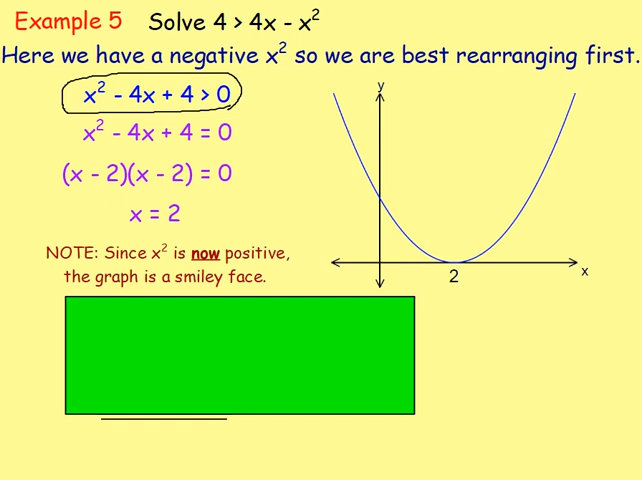 Example 5 Solve 4 > 4x - x²
Here we have a negative x² so we are best rearranging first.
x² - 4x + 4 > 0
x² - 4x + 4 = 0
(x - 2)(x - 2) = 0
x = 2
NOTE: Since x² is now positive,
the graph is a smiley face.
y
x
2